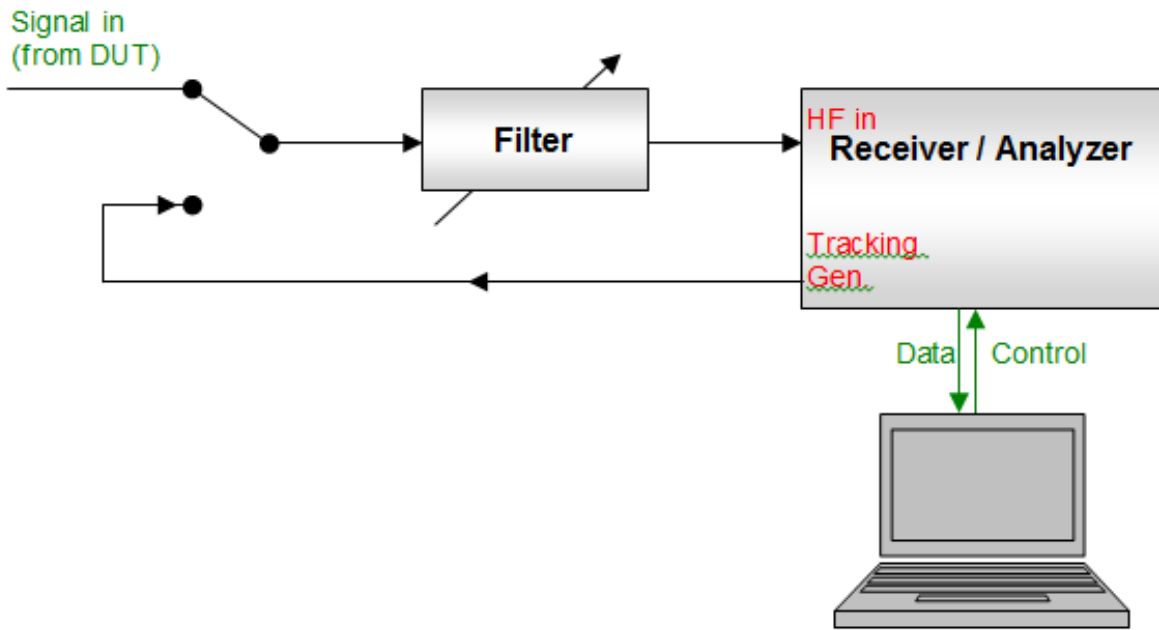 Signal in
(from DUT)
Filter
HF in
Receiver / Analyzer
Tracking
Gen.
Data
Control